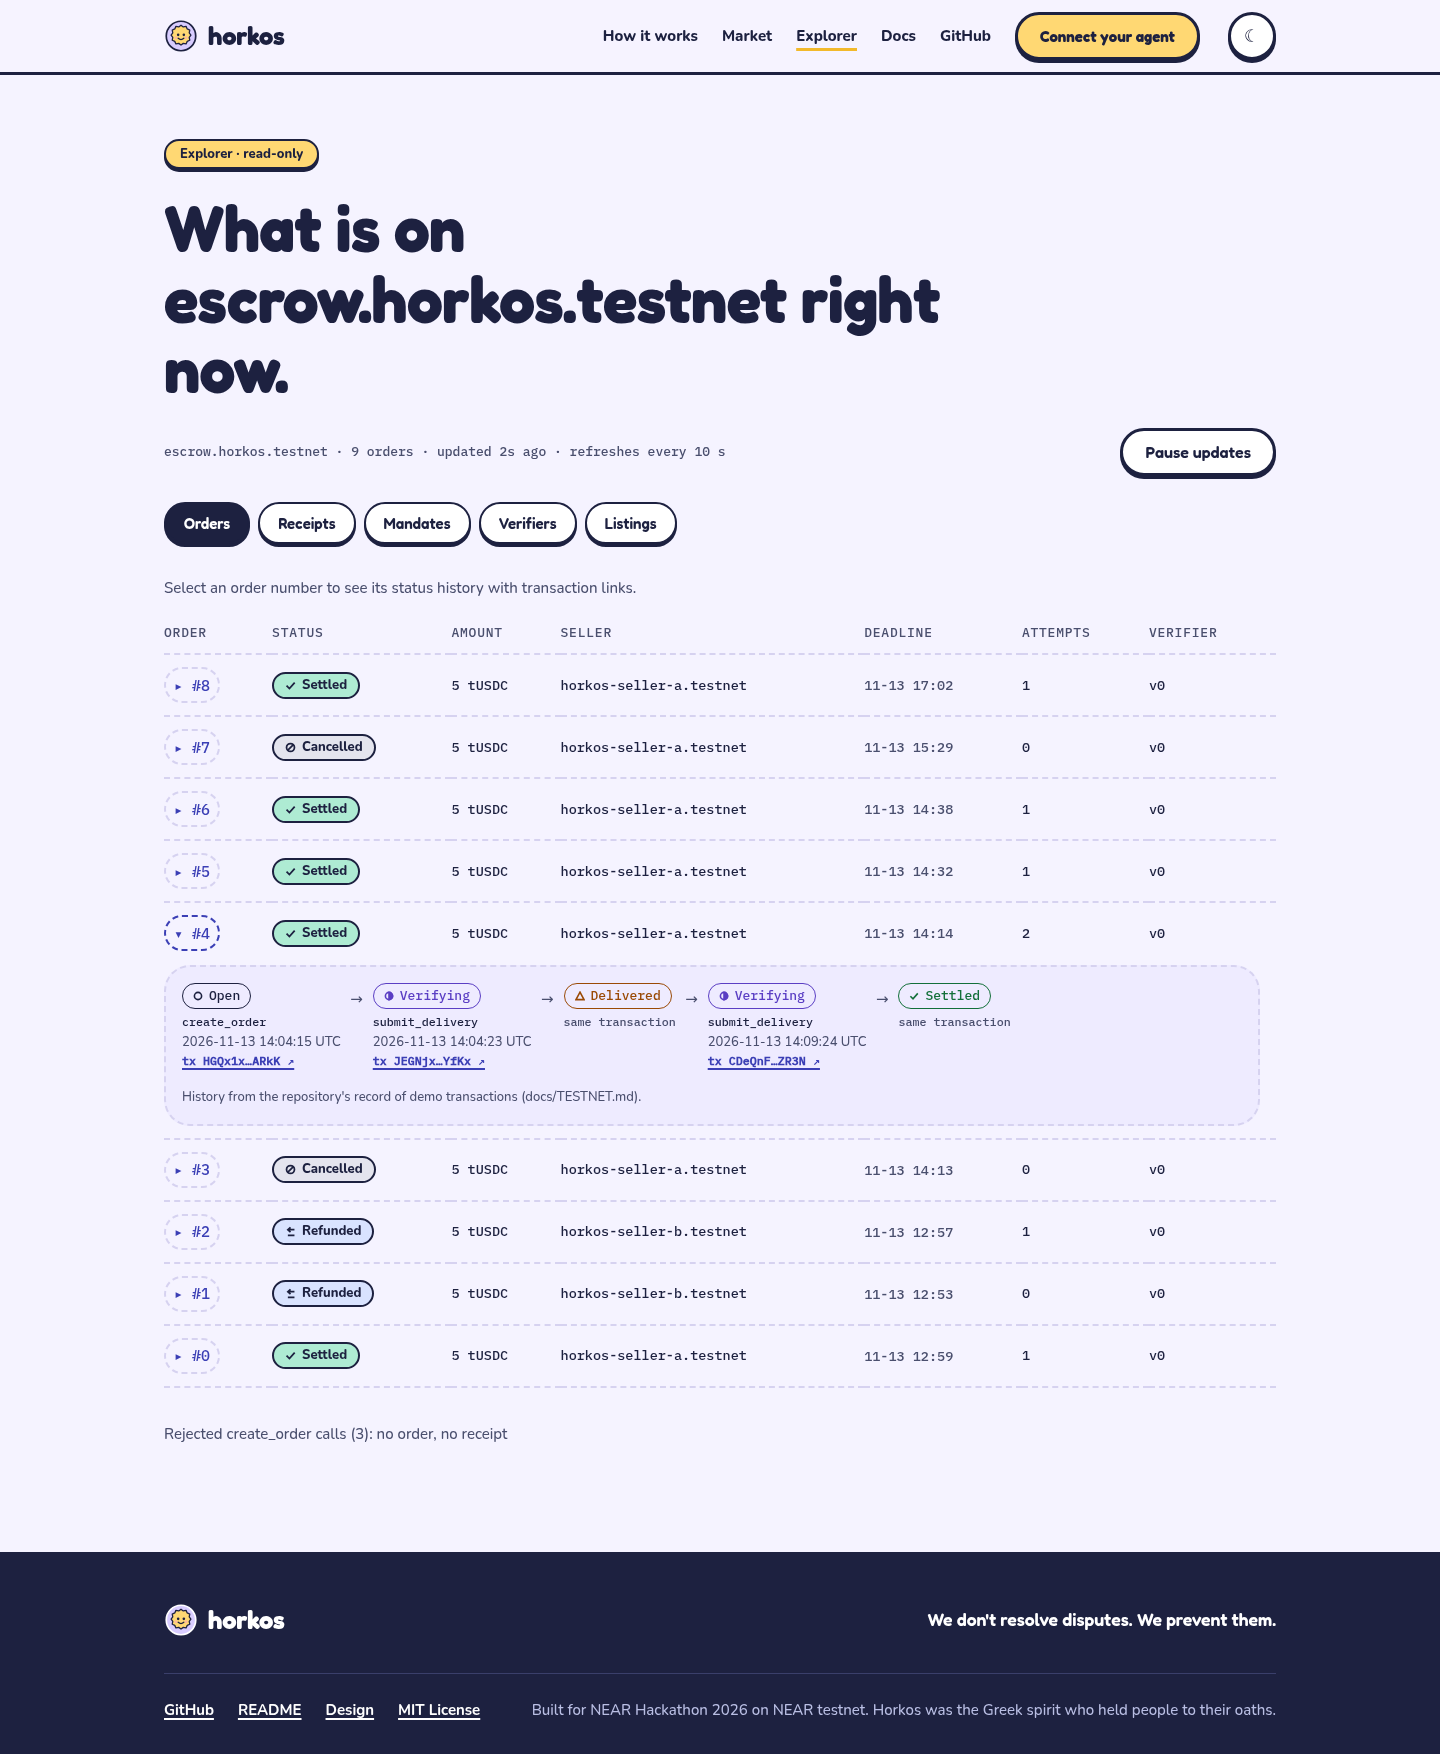 horkos
How it works Market Explorer Docs GitHub Connect your agent ☾
Explorer · read-only
What is on
escrow.horkos.testnet right
now.
escrow.horkos.testnet · 9 orders · updated 2s ago · refreshes every 10 s
Pause updates
Orders Receipts Mandates Verifiers Listings
Select an order number to see its status history with transaction links.
ORDER STATUS AMOUNT SELLER DEADLINE ATTEMPTS VERIFIER
▸ #8 ✓ Settled 5 tUSDC horkos-seller-a.testnet 11-13 17:02 1 v0
▸ #7 ⊘ Cancelled 5 tUSDC horkos-seller-a.testnet 11-13 15:29 0 v0
▸ #6 ✓ Settled 5 tUSDC horkos-seller-a.testnet 11-13 14:38 1 v0
▸ #5 ✓ Settled 5 tUSDC horkos-seller-a.testnet 11-13 14:32 1 v0
▾ #4 ✓ Settled 5 tUSDC horkos-seller-a.testnet 11-13 14:14 2 v0
Open → Verifying → Delivered → Verifying → ✓ Settled
create_order submit_delivery same transaction submit_delivery same transaction
2026-11-13 14:04:15 UTC 2026-11-13 14:04:23 UTC 2026-11-13 14:09:24 UTC
tx HGQx1x…ARkK ↗ tx JEGNjx…YfKx ↗ tx CDeQnF…ZR3N ↗
History from the repository's record of demo transactions (docs/TESTNET.md).
▸ #3 ⊘ Cancelled 5 tUSDC horkos-seller-a.testnet 11-13 14:13 0 v0
▸ #2 Refunded 5 tUSDC horkos-seller-b.testnet 11-13 12:57 1 v0
▸ #1 Refunded 5 tUSDC horkos-seller-b.testnet 11-13 12:53 0 v0
▸ #0 ✓ Settled 5 tUSDC horkos-seller-a.testnet 11-13 12:59 1 v0
Rejected create_order calls (3): no order, no receipt
horkos
We don't resolve disputes. We prevent them.
GitHub README Design MIT License
Built for NEAR Hackathon 2026 on NEAR testnet. Horkos was the Greek spirit who held people to their oaths.